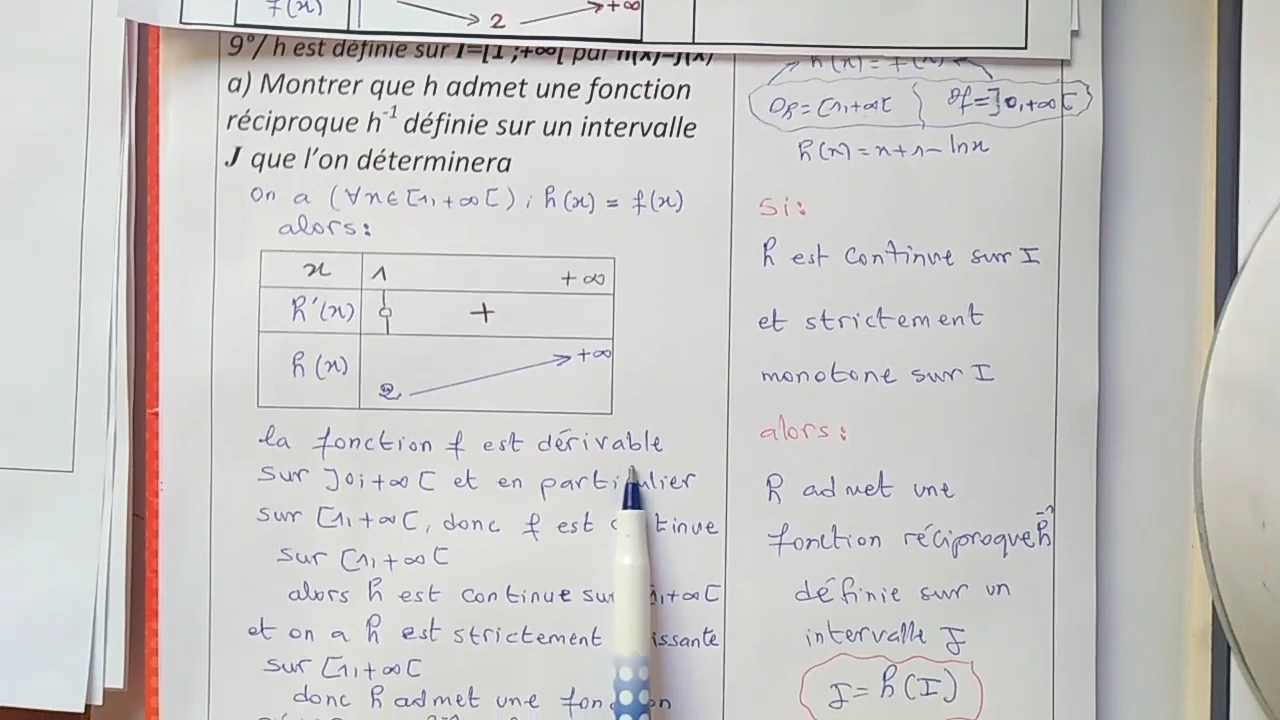 f(x)
2
+∞
9°/ h est définie sur I=[1 ;+∞[ par h(x)=f(x)
a) Montrer que h admet une fonction
réciproque h⁻¹ définie sur un intervalle
J que l'on déterminera
On a (∀x∈[1,+∞[) ; h(x) = f(x)
alors:
x 1 +∞
h'(x) 0 +
h(x) 2 +∞
la fonction f est dérivable
sur ]0;+∞[ et en particulier
sur [1,+∞[, donc f est continue
sur [1,+∞[
alors h est continue sur [1,+∞[
et on a h est strictement croissante
sur [1,+∞[
donc h admet une fonction
h(x) = f(x)
Dh=[1,+∞[ Df=]0,+∞[
h(x)=x+1-lnx
Si:
h est continue sur I
et strictement
monotone sur I
alors:
h admet une
fonction réciproque h⁻¹
définie sur un
intervalle J
J=h(I)